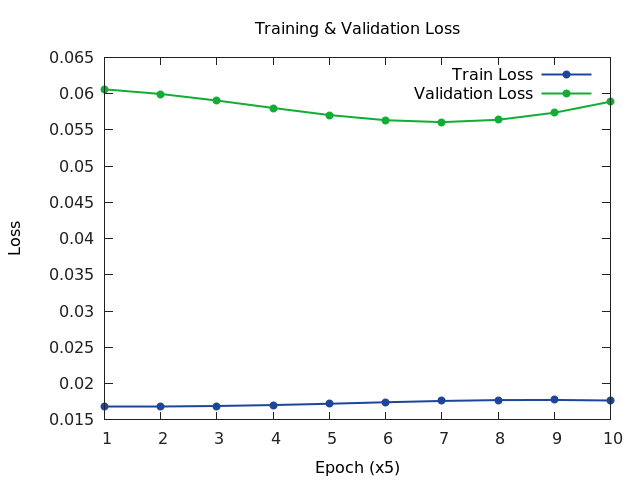 Training & Validation Loss
0.065
0.06
0.055
0.05
0.045
0.04
0.035
0.03
0.025
0.02
0.015
Train Loss
Validation Loss
Loss
1 2 3 4 5 6 7 8 9 10
Epoch (x5)